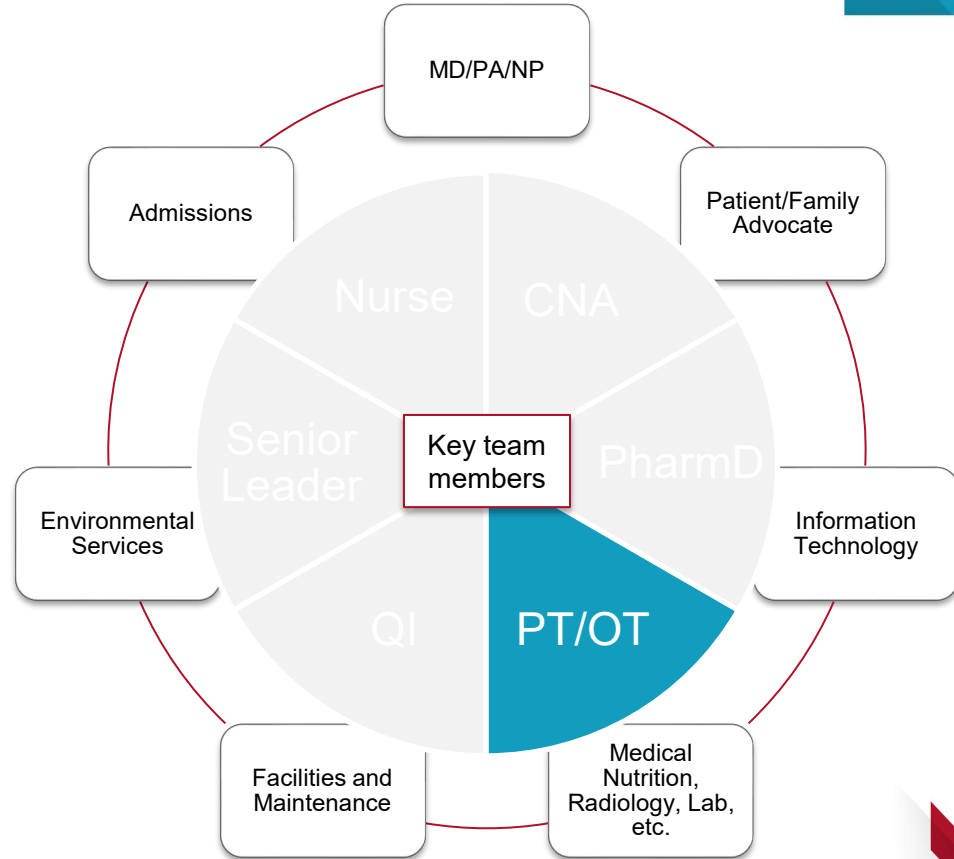 MD/PA/NP
Admissions
Patient/Family
Advocate
Nurse
CNA
Senior
Leader
Key team
members
PharmD
Environmental
Services
Information
Technology
QI
PT/OT
Facilities and
Maintenance
Medical
Nutrition,
Radiology, Lab,
etc.